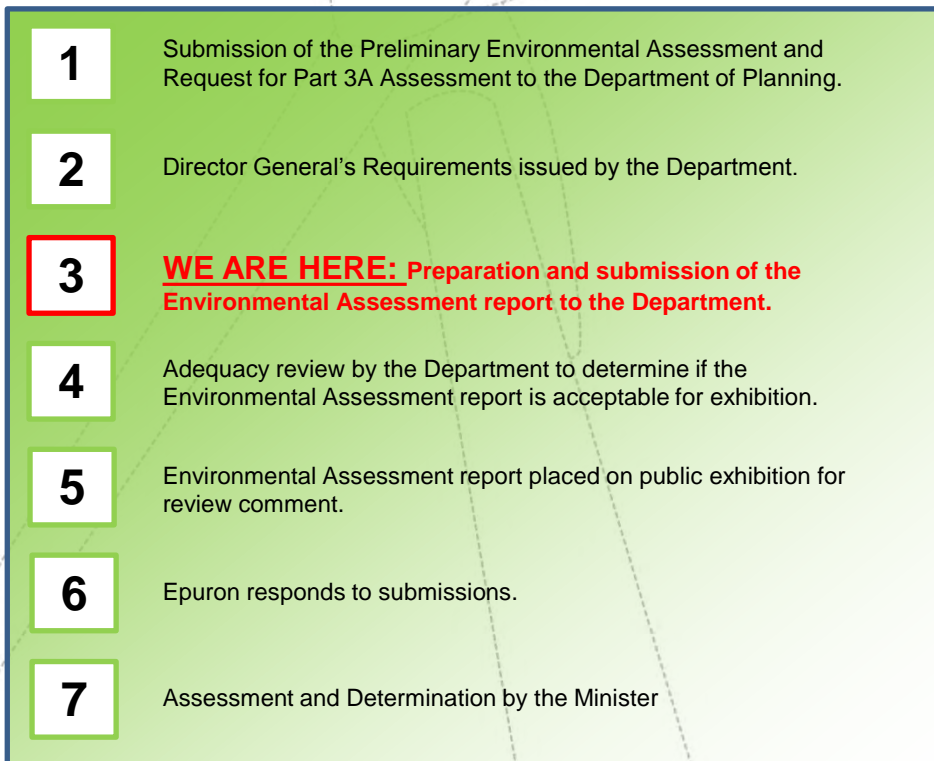 1
Submission of the Preliminary Environmental Assessment and
Request for Part 3A Assessment to the Department of Planning.
2
Director General’s Requirements issued by the Department.
3
WE ARE HERE: Preparation and submission of the
Environmental Assessment report to the Department.
4
Adequacy review by the Department to determine if the
Environmental Assessment report is acceptable for exhibition.
5
Environmental Assessment report placed on public exhibition for
review comment.
6
Epuron responds to submissions.
7
Assessment and Determination by the Minister